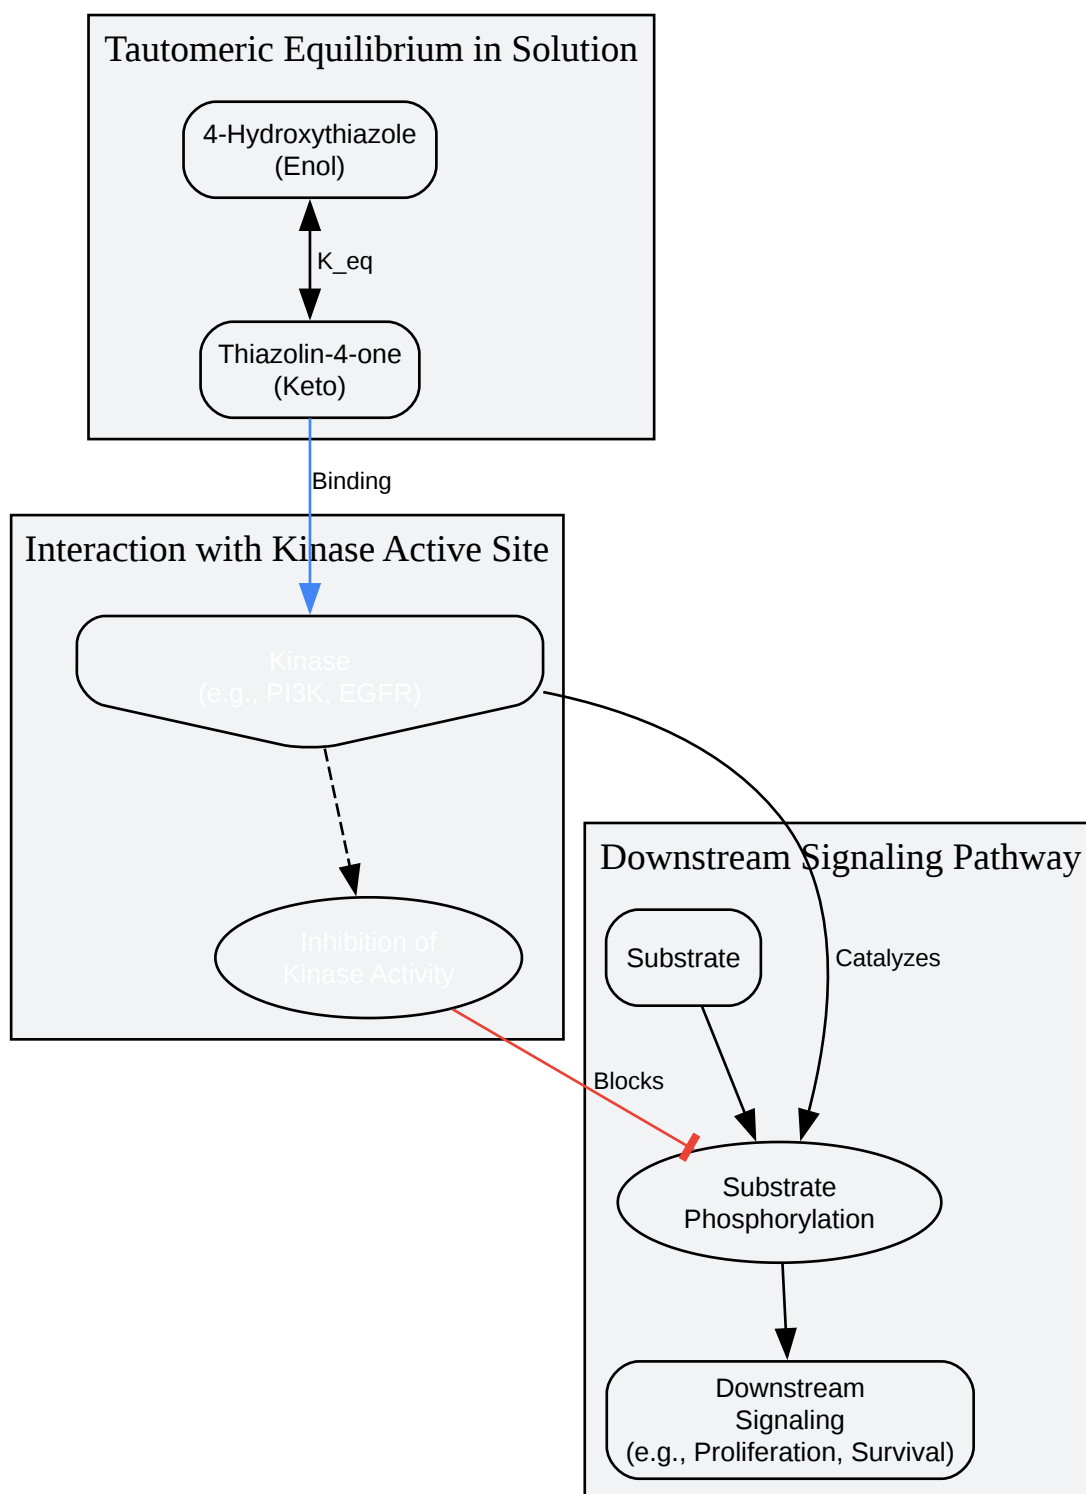 Tautomeric Equilibrium in Solution
4-Hydroxythiazole
(Enol)
K_eq
Thiazolin-4-one
(Keto)
Binding
Interaction with Kinase Active Site
Kinase
(e.g., PI3K, EGFR)
Inhibition of
Kinase Activity
Downstream Signaling Pathway
Substrate
Catalyzes
Blocks
Substrate
Phosphorylation
Downstream
Signaling
(e.g., Proliferation, Survival)